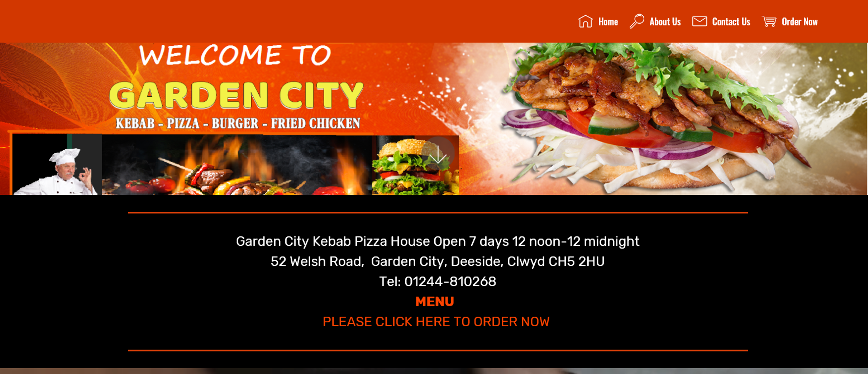 Home About Us Contact Us Order Now
WELCOME TO
GARDEN CITY
KEBAB - PIZZA - BURGER - FRIED CHICKEN
Garden City Kebab Pizza House Open 7 days 12 noon-12 midnight
52 Welsh Road, Garden City, Deeside, Clwyd CH5 2HU
Tel: 01244-810268
MENU
PLEASE CLICK HERE TO ORDER NOW